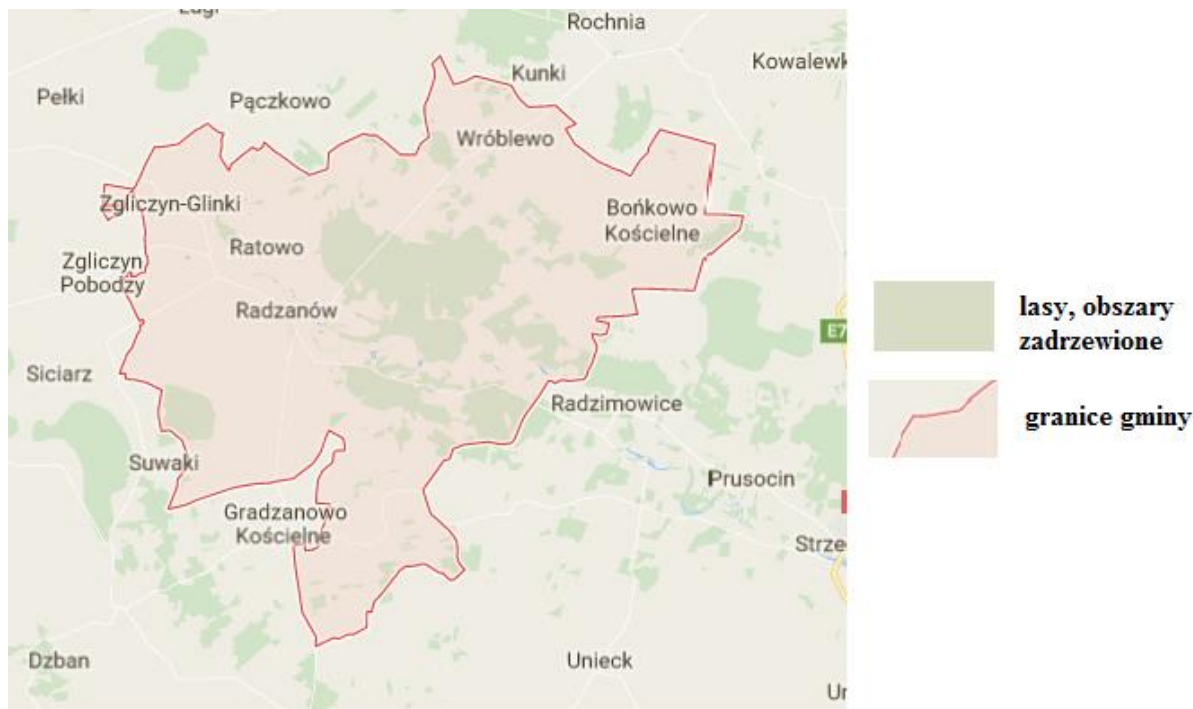 Rochnia
Kowalewk
Kunki
Pełki
Pączkowo
Wróblewo
Zgliczyn-Glinki
Bońkowo
Kościelne
Ratowo
Zgliczyn
Pobodzy
Radzanów
lasy, obszary
zadrzewione
E7
Siciarz
Radzimowice
granice gminy
Suwaki
Prusocin
Gradzanowo
Kościelne
Strze
Dzban
Unieck